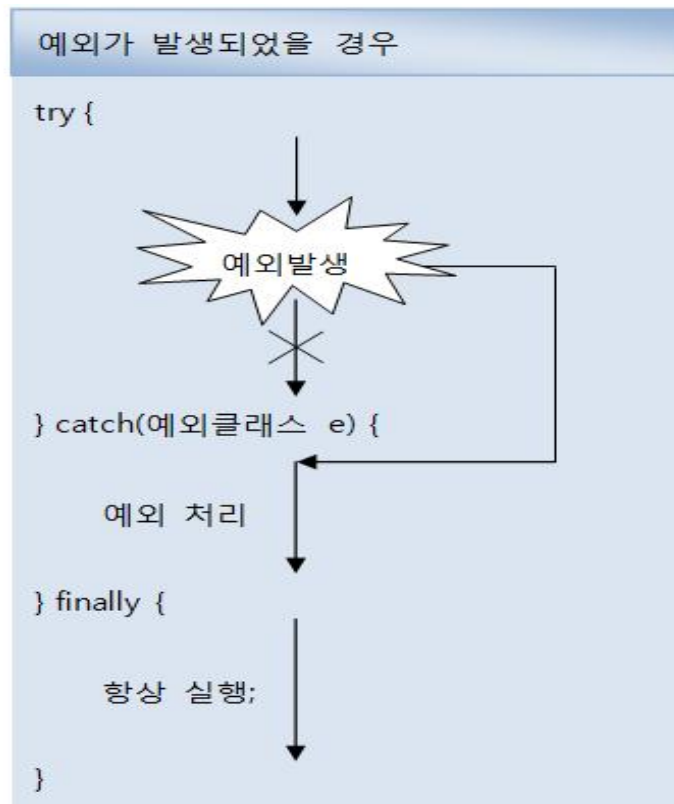 예외가 발생되었을 경우
try {
예외발생
} catch(예외클래스 e) {
예외 처리
} finally {
항상 실행;
}